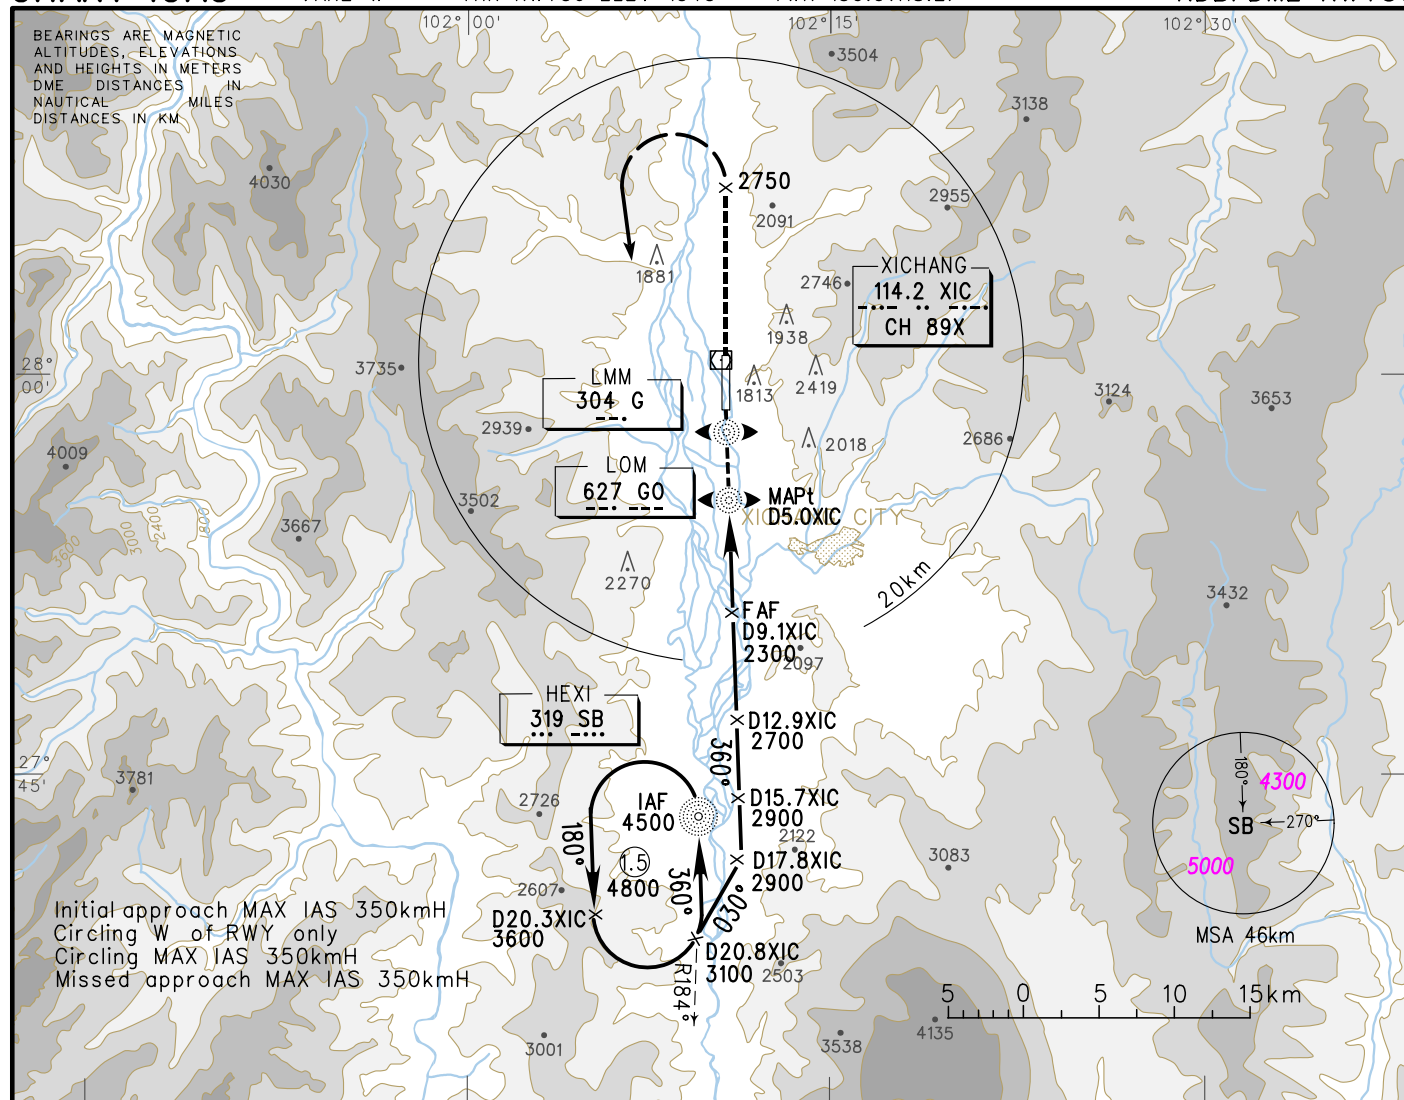 102°00'
102°15'
102°30'
BEARINGS ARE MAGNETIC
ALTITUDES, ELEVATIONS
AND HEIGHTS IN METERS
DME DISTANCES IN
NAUTICAL MILES
DISTANCES IN KM
3504
3138
4030
2750
2955
2091
1881
XICHANG
114.2 XIC
CH 89X
2746
1938
28°
00'
3735
LMM
304 G
1813
2419
3124
3653
2939
2018
2686
4009
LOM
627 GO
MAPt
D5.0XIC
XICHANG CITY
3502
3667
3600
3000
2400
1800
2270
20km
3432
FAF
D9.1XIC
2300
2097
HEXI
319 SB
D12.9XIC
2700
360°
27°
45'
3781
2726
IAF
4500
D15.7XIC
2900
2122
180°
4300
SB
270°
5000
180°
1.5
4800
360°
D17.8XIC
2900
3083
030°
2607
Initial approach MAX IAS 350kmH
Circling W of RWY only
Circling MAX IAS 350kmH
Missed approach MAX IAS 350kmH
D20.3XIC
3600
D20.8XIC
3100
2503
R184°
MSA 46km
5 0 5 10 15km
3001
3538
4135